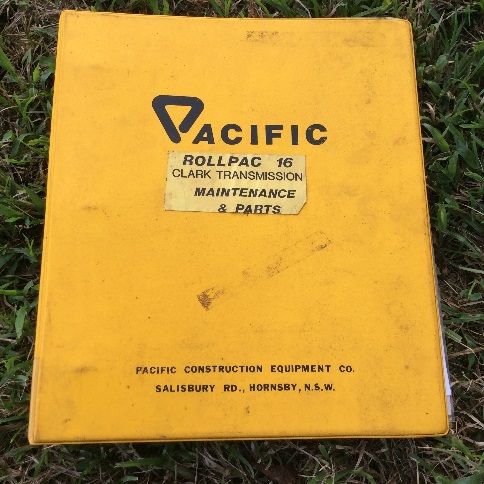 PACIFIC
ROLLPAC 16
CLARK TRANSMISSION
MAINTENANCE
& PARTS
PACIFIC CONSTRUCTION EQUIPMENT CO.
SALISBURY RD., HORNSBY, N.S.W.